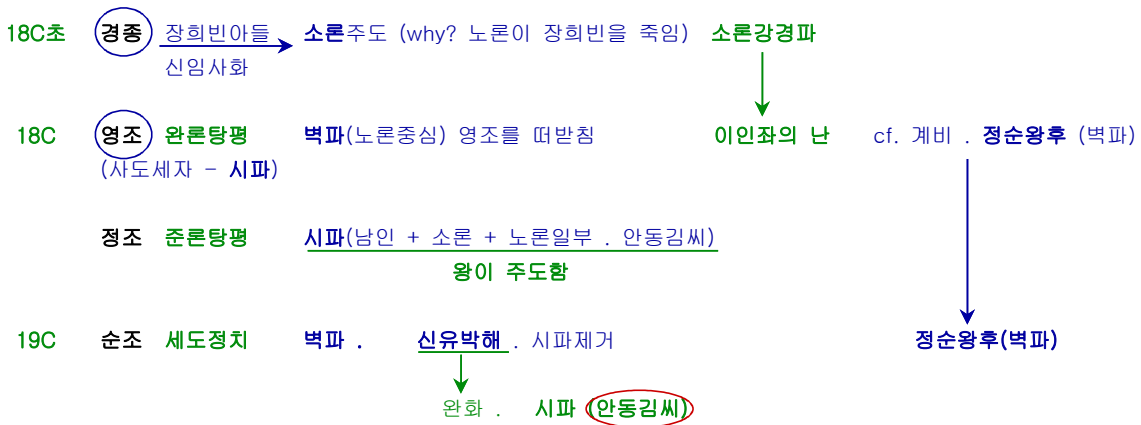 18C초 경종 장희빈아들 소론주도 (why? 노론이 장희빈을 죽임) 소론강경파
신임사화
18C 영조 완론탕평 벽파(노론중심) 영조를 떠받침 이인좌의 난 cf. 계비 . 정순왕후 (벽파)
(사도세자 - 시파)
정조 준론탕평 시파(남인 + 소론 + 노론일부 . 안동김씨)
왕이 주도함
19C 순조 세도정치 벽파 . 신유박해 . 시파제거 정순왕후(벽파)
완화 . 시파 (안동김씨)